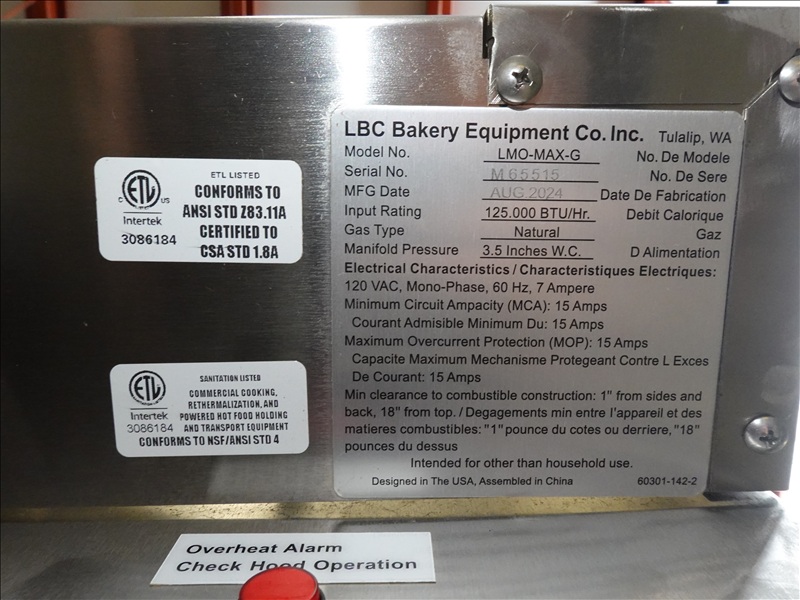 LBC Bakery Equipment Co. Inc. Tulalip, WA
Model No. LMO-MAX-G No. De Modele
Serial No. M 65515 No. De Sere
MFG Date AUG 2024 Date De Fabrication
Input Rating 125.000 BTU/Hr. Debit Calorique
Gas Type Natural Gaz
Manifold Pressure 3.5 Inches W.C. D Alimentation
Electrical Characteristics / Characteristiques Electriques:
120 VAC, Mono-Phase, 60 Hz, 7 Ampere
Minimum Circuit Ampacity (MCA): 15 Amps
Courant Admisible Minimum Du: 15 Amps
Maximum Overcurrent Protection (MOP): 15 Amps
Capacite Maximum Mechanisme Protegeant Contre L Exces
De Courant: 15 Amps
Min clearance to combustible construction: 1" from sides and
back, 18" from top. / Degagements min entre l'appareil et des
matieres combustibles: "1" pource du cotes ou derriere, "18"
pources du dessus
Intended for other than household use.
Designed in The USA, Assembled in China 60301-142-2
ETL LISTED
CONFORMS TO
ANSI STD Z83.11A
CERTIFIED TO
CSA STD 1.8A
C ETL US
Intertek
3086184
SANITATION LISTED
COMMERCIAL COOKING,
RETHERMALIZATION, AND
POWERED HOT FOOD HOLDING
AND TRANSPORT EQUIPMENT
CONFORMS TO NSF/ANSI STD 4
ETL
Intertek
3086184
Overheat Alarm
Check Hood Operation